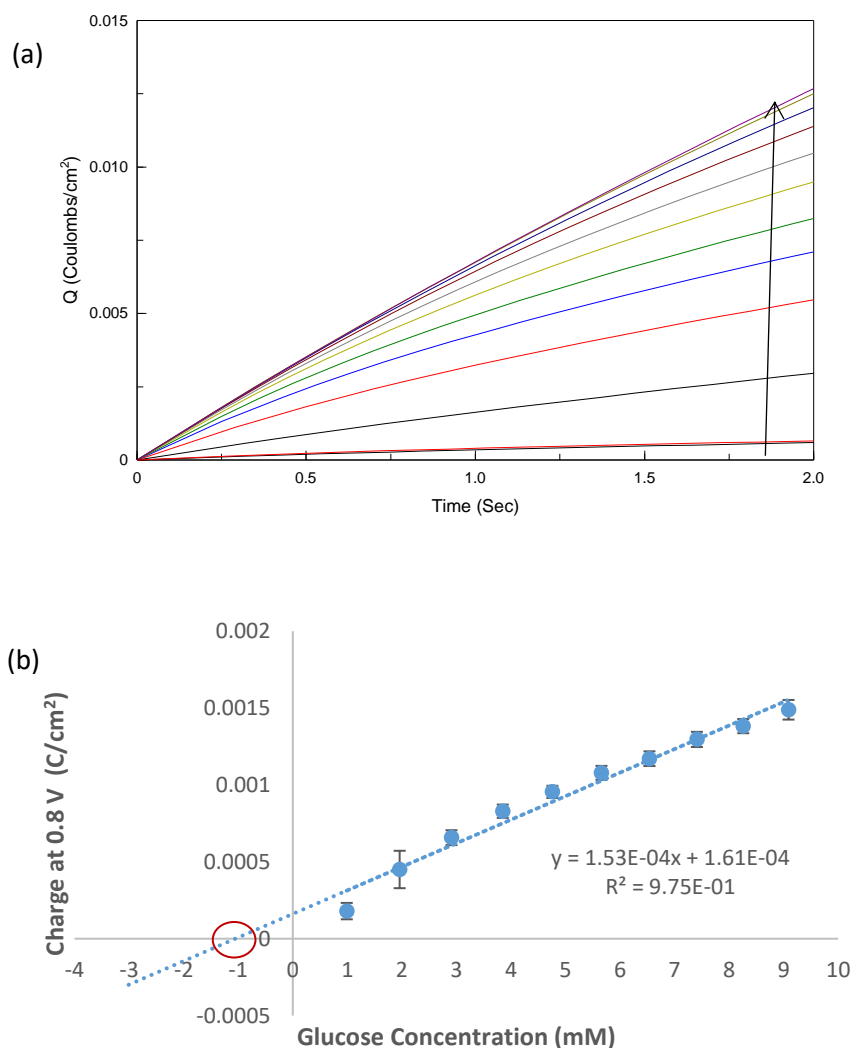 (a)
0.015
0.010
0.005
0
Q (Coulombs/cm²)
0
0.5
1.0
1.5
2.0
Time (Sec)
(b)
0.002
0.0015
0.001
0.0005
0
-0.0005
Charge at 0.8 V (C/cm²)
y = 1.53E-04x + 1.61E-04
R² = 9.75E-01
-4 -3 -2 -1 0 1 2 3 4 5 6 7 8 9 10
Glucose Concentration (mM)